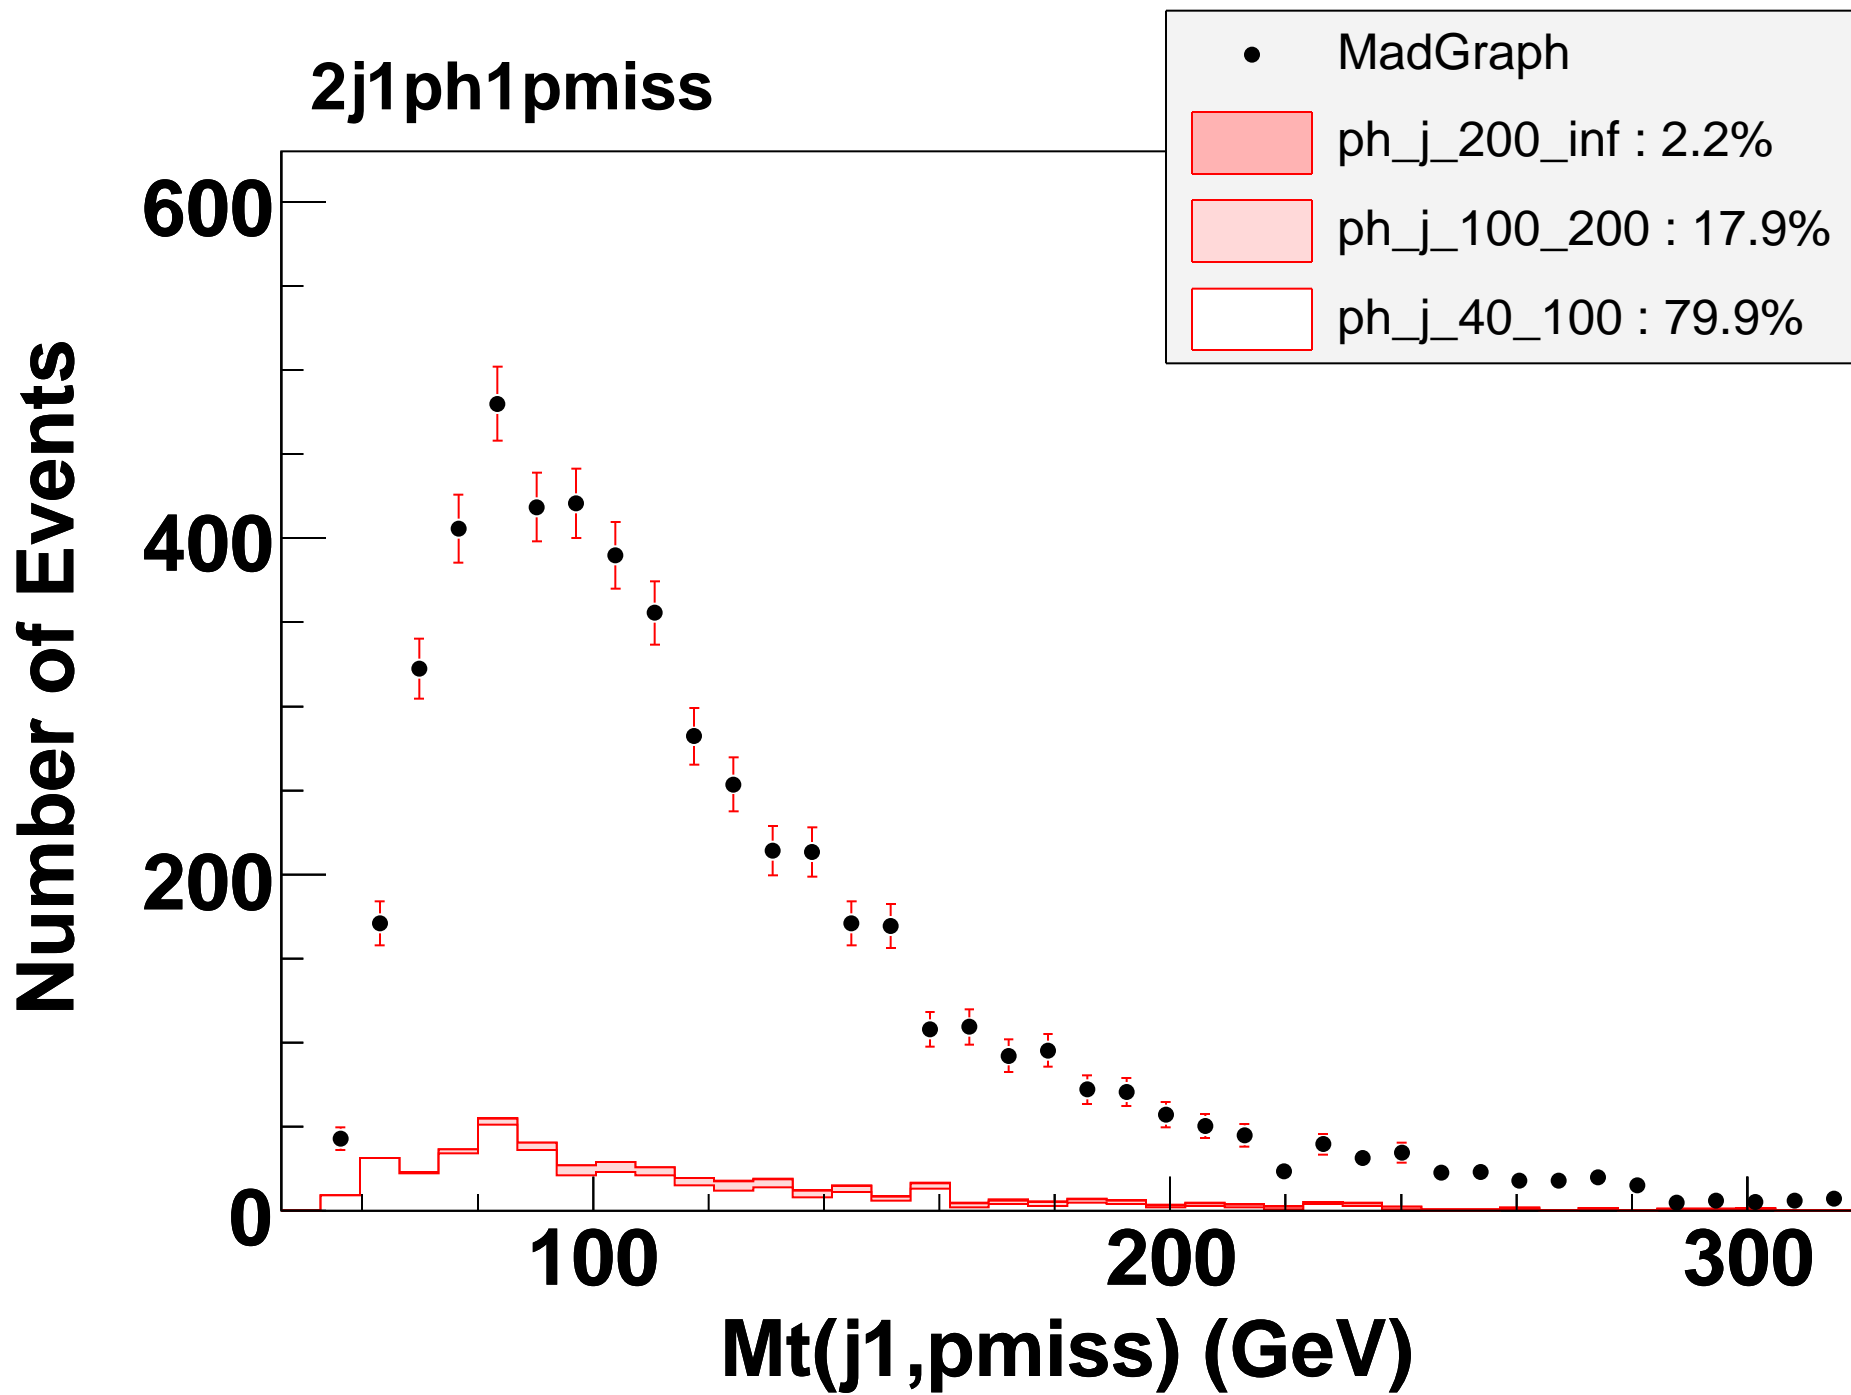 2j1ph1pmiss
MadGraph
ph_j_200_inf : 2.2%
ph_j_100_200 : 17.9%
ph_j_40_100 : 79.9%
Number of Events
600
400
200
0
100
200
300
Mt(j1,pmiss) (GeV)